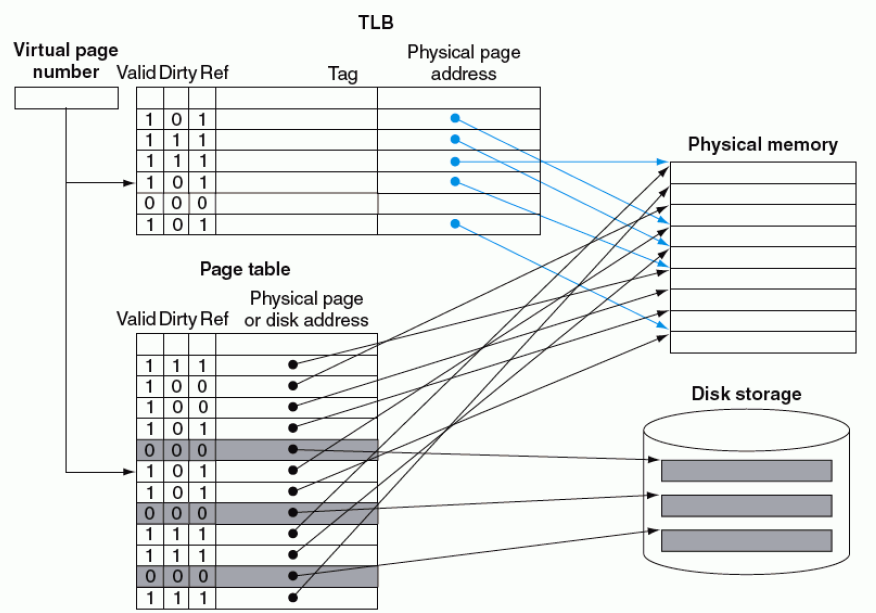 TLB
Virtual page
number
Physical page
address
Valid Dirty Ref
Tag
1 0 1
1 1 1
1 1 1
1 0 1
0 0 0
1 0 1
Physical memory
Page table
Physical page
or disk address
Valid Dirty Ref
1 1 1
1 0 0
1 0 0
1 0 1
0 0 0
1 0 1
1 0 1
0 0 0
1 1 1
1 1 1
0 0 0
1 1 1
Disk storage